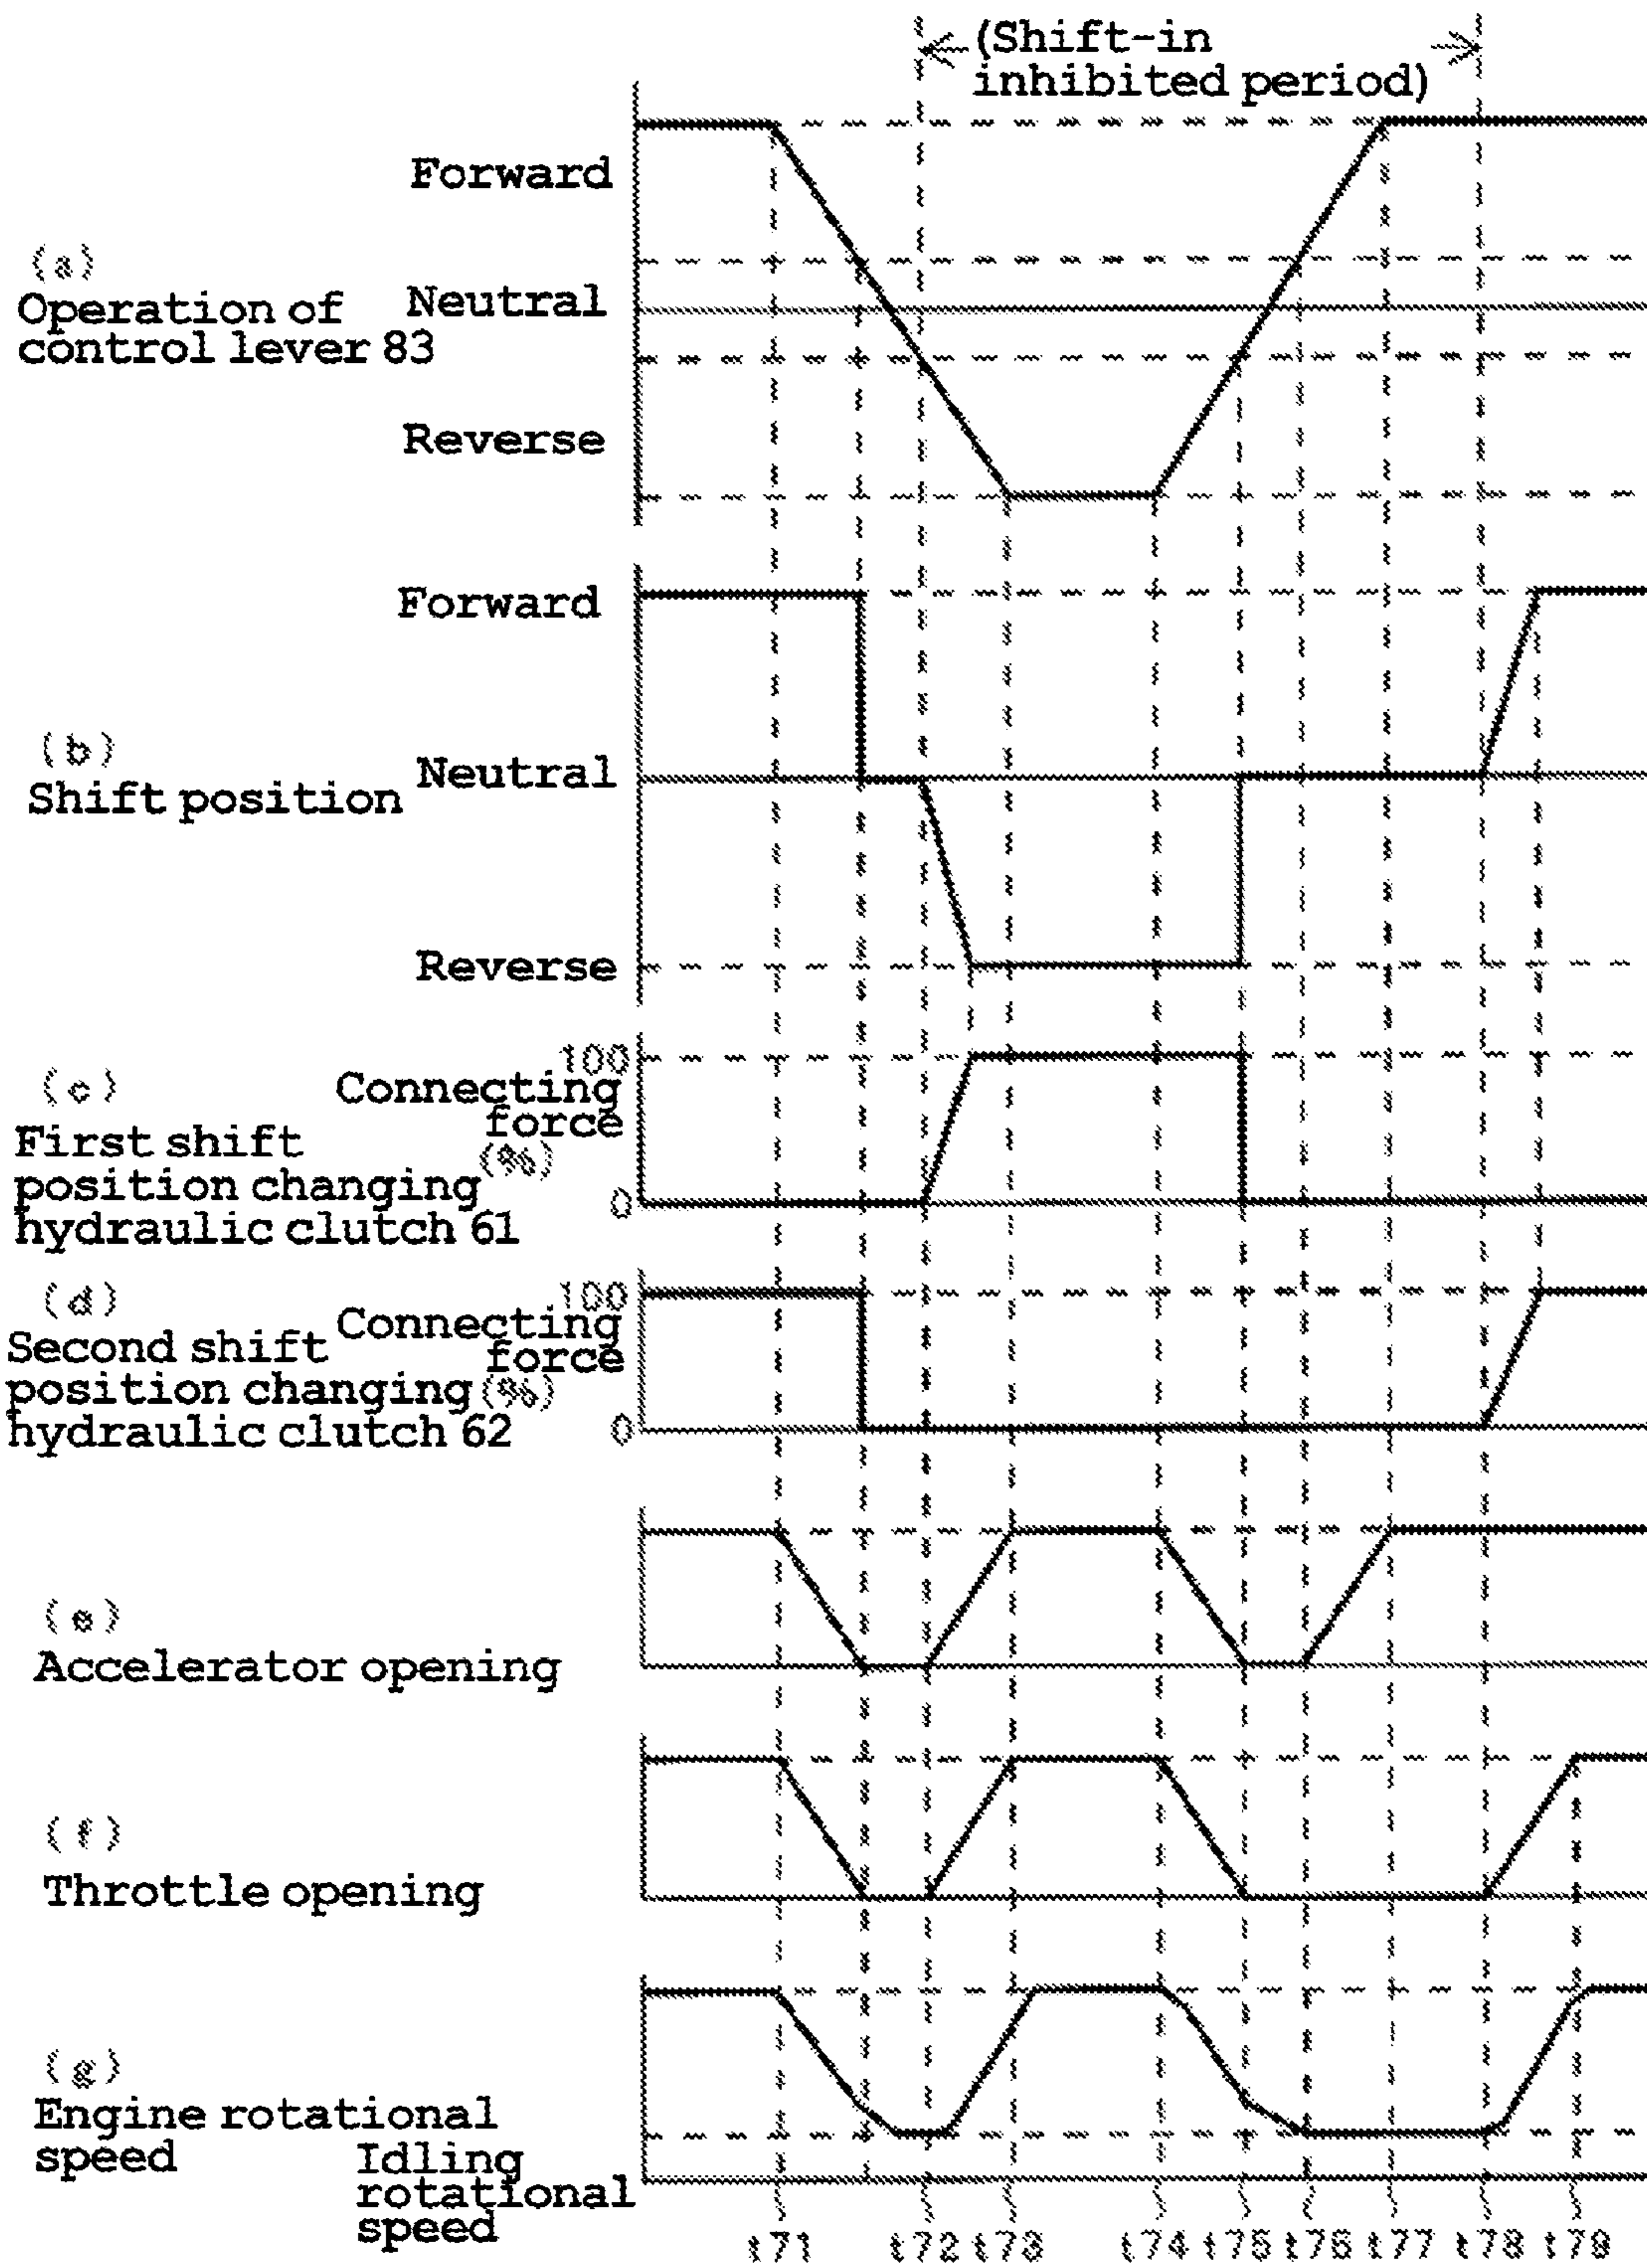 (Shift-in
inhibited period)
Forward
(a)
Operation of
control lever 83
Neutral
Reverse
Forward
(b)
Shift position
Neutral
Reverse
100
Connecting
force
(%)
0
(c)
First shift
position changing
hydraulic clutch 61
100
Connecting
force
(%)
0
(d)
Second shift
position changing
hydraulic clutch 62
(e)
Accelerator opening
(f)
Throttle opening
(g)
Engine rotational
speed
Idling
rotational
speed
t71 t72 t73 t74 t75 t76 t77 t78 t79